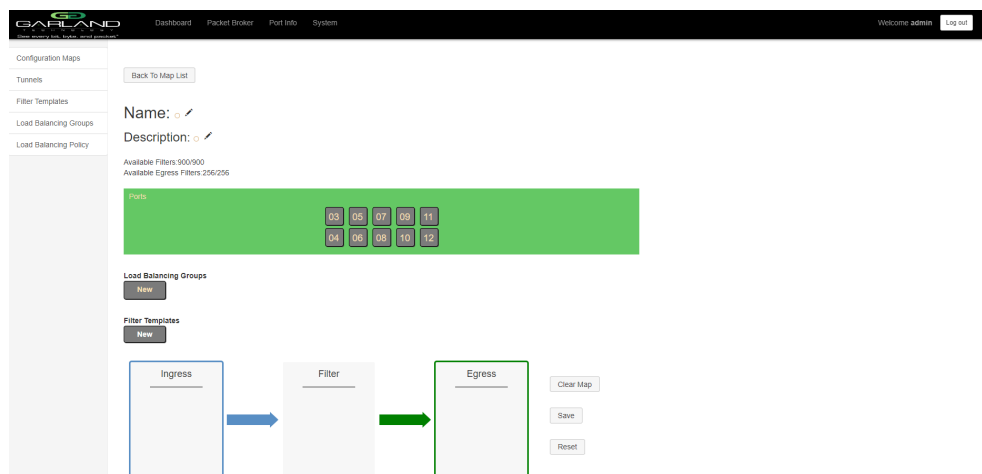 GARLAND
TECHNOLOGY
See every bit, byte, and packet®
Dashboard Packet Broker Port Info System
Welcome admin Log out
Configuration Maps
Tunnels
Filter Templates
Load Balancing Groups
Load Balancing Policy
Back To Map List
Name:
Description:
Available Filters:900/900
Available Egress Filters:256/256
Ports
03 05 07 09 11
04 06 08 10 12
Load Balancing Groups
New
Filter Templates
New
Ingress Filter Egress
Clear Map
Save
Reset